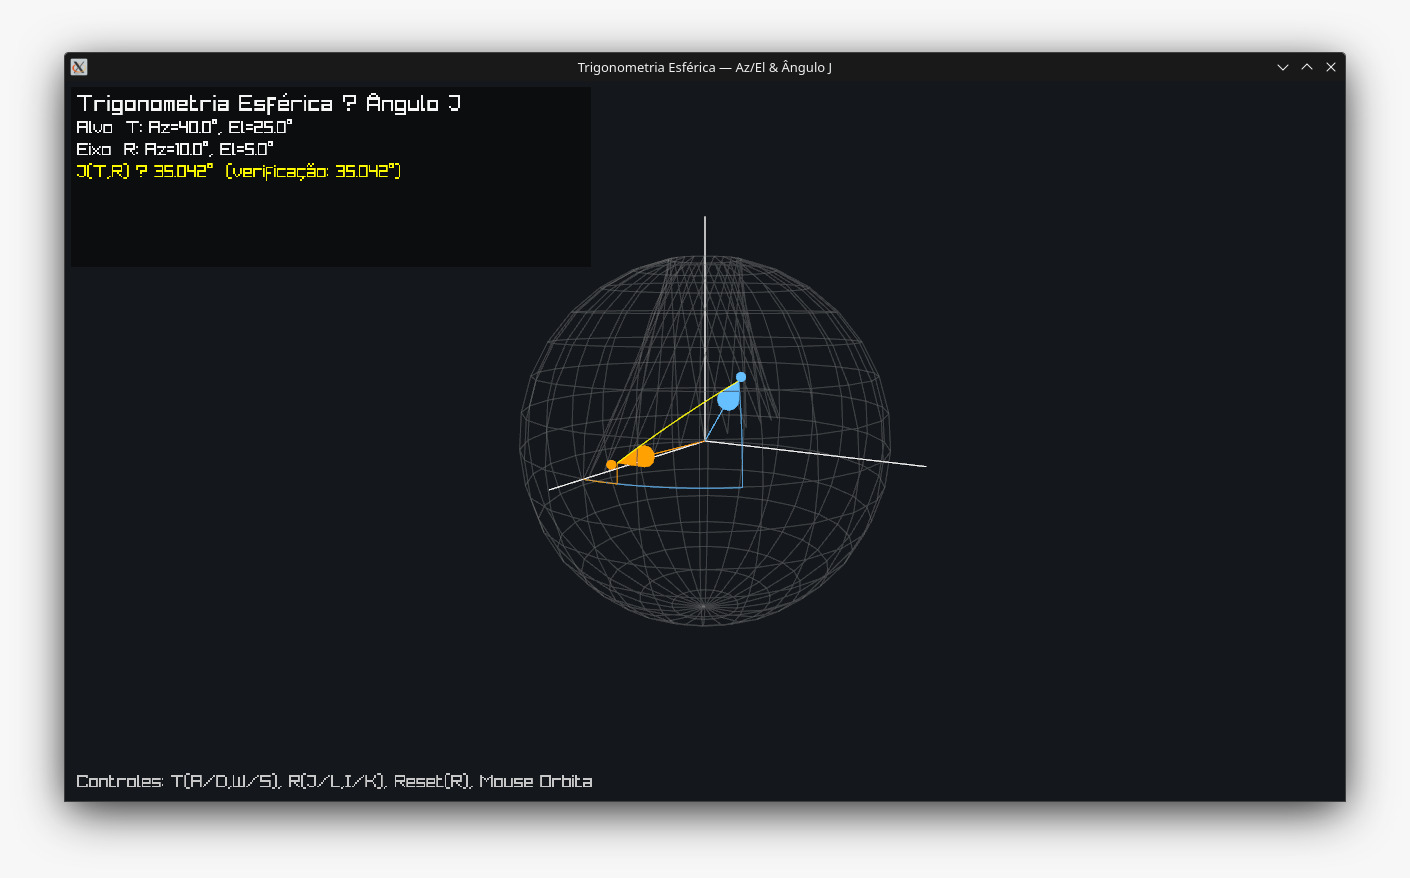 Trigonometria Esférica — Az/El & Ângulo J
Trigonometria Esférica ? Ângulo J
Alvo T: Az=40.0°, El=25.0°
Eixo R: Az=10.0°, El=5.0°
J(T,R) ? 35.042° (verificação: 35.042°)
Controles: T(A/D,W/S), R(J/L,I/K), Reset(R), Mouse Orbita